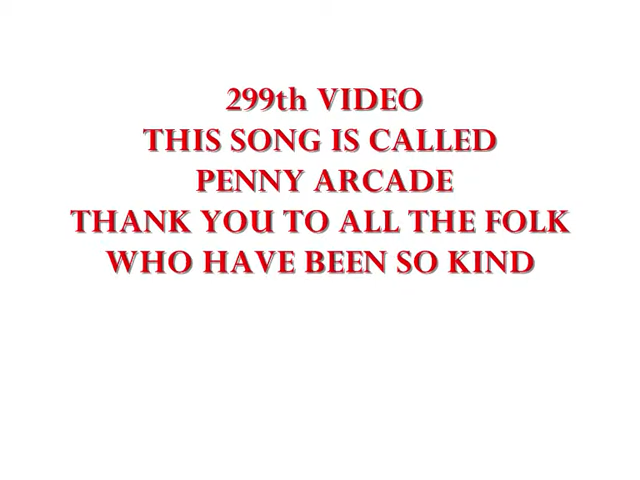 299th VIDEO
THIS SONG IS CALLED
PENNY ARCADE
THANK YOU TO ALL THE FOLK
WHO HAVE BEEN SO KIND